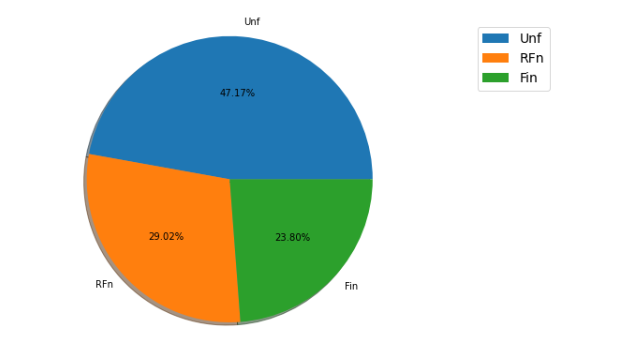 Unf
47.17%
29.02%
23.80%
RFn
Fin
Unf
RFn
Fin